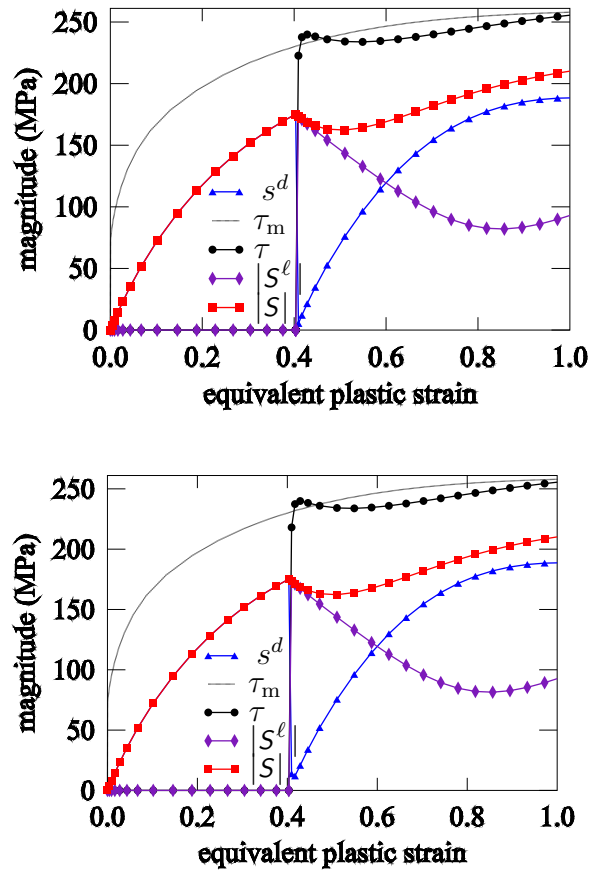 250
200
150
100
50
0
magnitude (MPa)
s^d
τ_m
τ
|S^ℓ|
|S|
0.0 0.2 0.4 0.6 0.8 1.0
equivalent plastic strain
250
200
150
100
50
0
magnitude (MPa)
s^d
τ_m
τ
|S^ℓ|
|S|
0.0 0.2 0.4 0.6 0.8 1.0
equivalent plastic strain